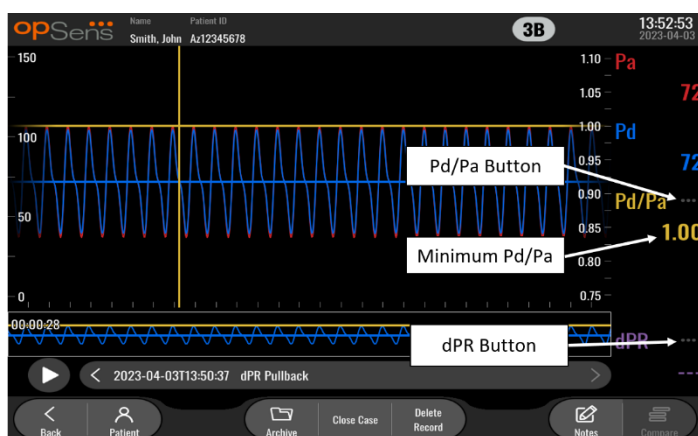 opSens
Name
Smith, John
Patient ID
Az12345678
3B
13:52:53
2023-04-03
150
100
50
0
1.10
1.05
1.00
0.95
0.90
0.85
0.80
0.75
Pa
72
Pd
72
Pd/Pa Button
---
Pd/Pa
1.00
Minimum Pd/Pa
00:00:28
dPR Button
dPR
---
---
2023-04-03T13:50:37 dPR Pullback
Back
Patient
Archive
Close Case
Delete
Record
Notes
Compare